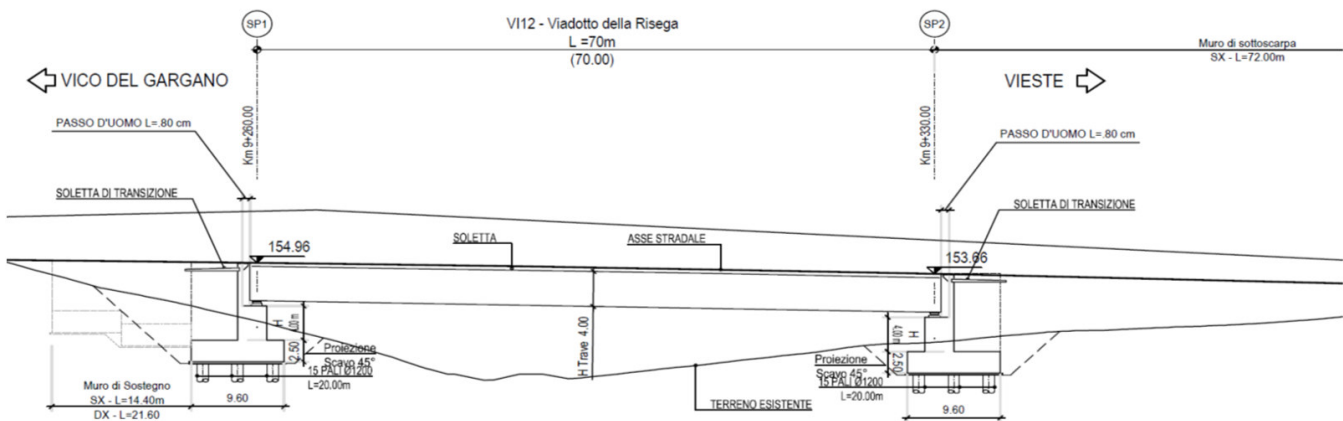 SP1
VI12 - Viadotto della Risega
L =70m
(70.00)
SP2
Muro di sottoscarpa
SX - L=72.00m
VICO DEL GARGANO
VIESTE
PASSO D'UOMO L=.80 cm
Km 9+260.00
Km 9+330.00
PASSO D'UOMO L=.80 cm
SOLETTA DI TRANSIZIONE
SOLETTA DI TRANSIZIONE
154.96
SOLETTA
ASSE STRADALE
153.66
H
4.00 m
2.50
H Trave 4.00
4.00 m
H
2.50
Proiezione
Scavo 45°
15 PALI Ø1200
L=20.00m
Proiezione
Scavo 45°
15 PALI Ø1200
L=20.00m
Muro di Sostegno
SX - L=14.40m
DX - L=21.60
9.60
TERRENO ESISTENTE
9.60